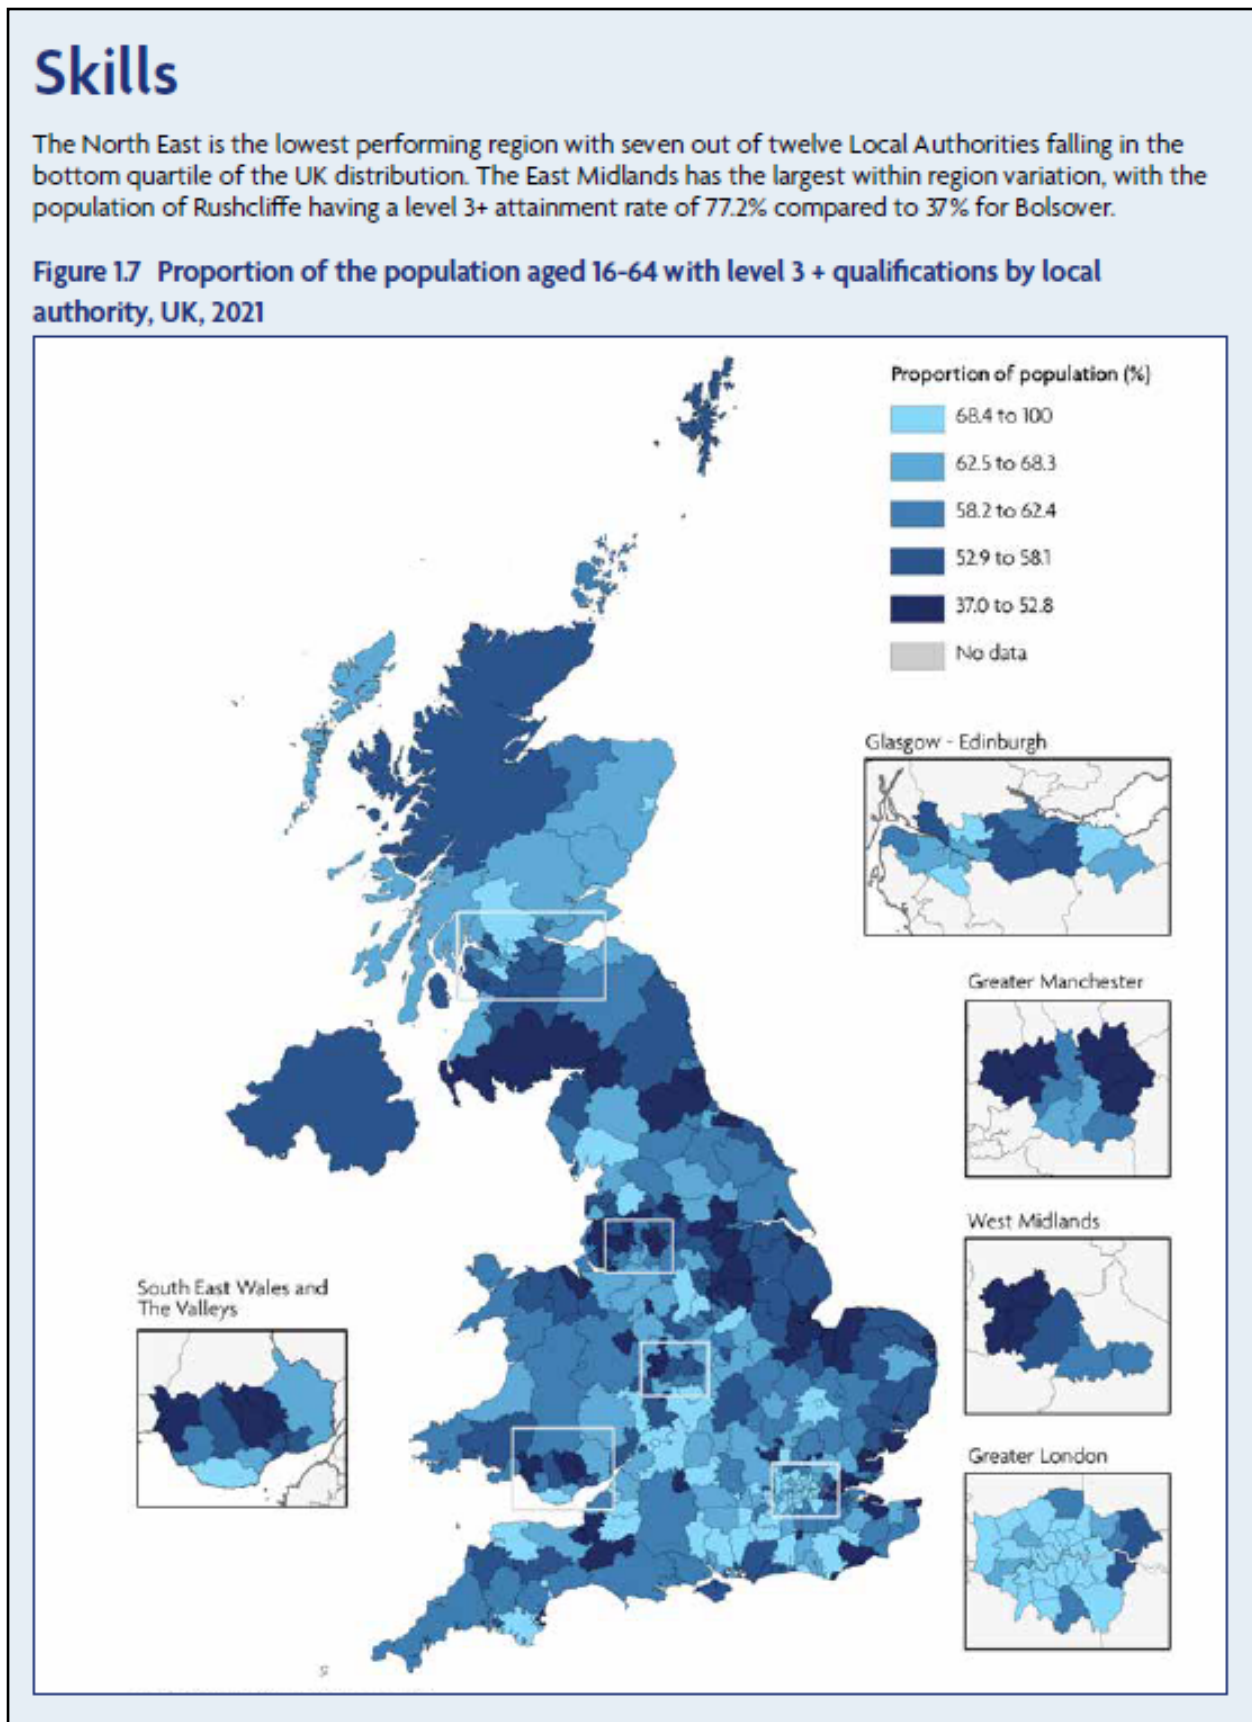 Skills
The North East is the lowest performing region with seven out of twelve Local Authorities falling in the
bottom quartile of the UK distribution. The East Midlands has the largest within region variation, with the
population of Rushcliffe having a level 3+ attainment rate of 77.2% compared to 37% for Bolsover.
Figure 1.7 Proportion of the population aged 16-64 with level 3 + qualifications by local
authority, UK, 2021
Proportion of population (%)
68.4 to 100
62.5 to 68.3
58.2 to 62.4
52.9 to 58.1
37.0 to 52.8
No data
Glasgow - Edinburgh
Greater Manchester
West Midlands
South East Wales and
The Valleys
Greater London